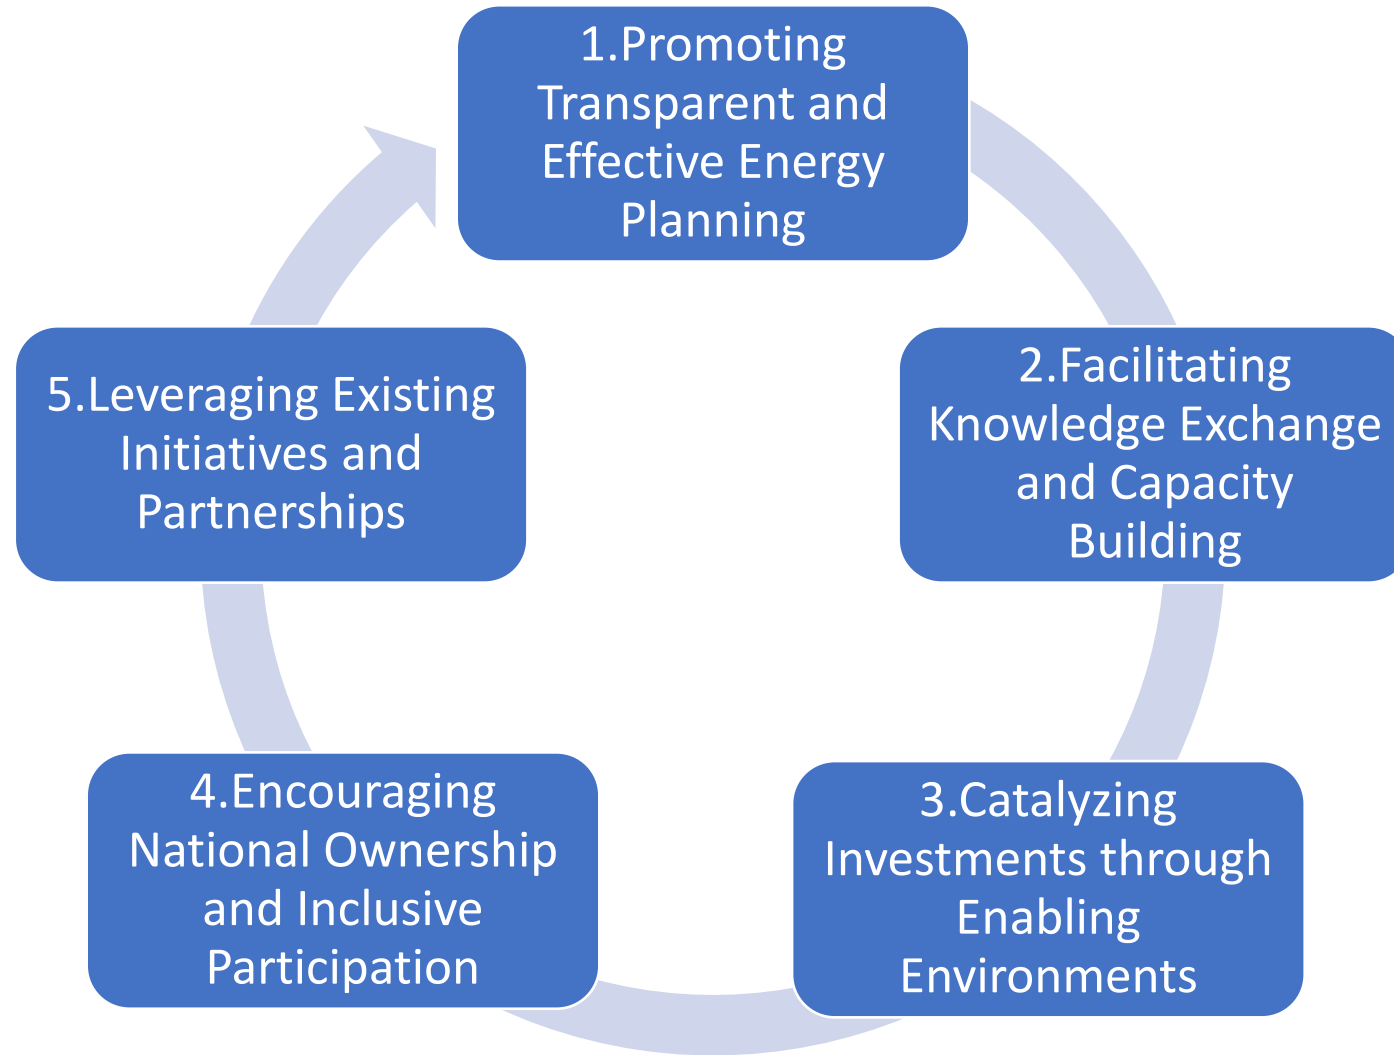 1.Promoting
Transparent and
Effective Energy
Planning
2.Facilitating
Knowledge Exchange
and Capacity
Building
3.Catalyzing
Investments through
Enabling
Environments
4.Encouraging
National Ownership
and Inclusive
Participation
5.Leveraging Existing
Initiatives and
Partnerships